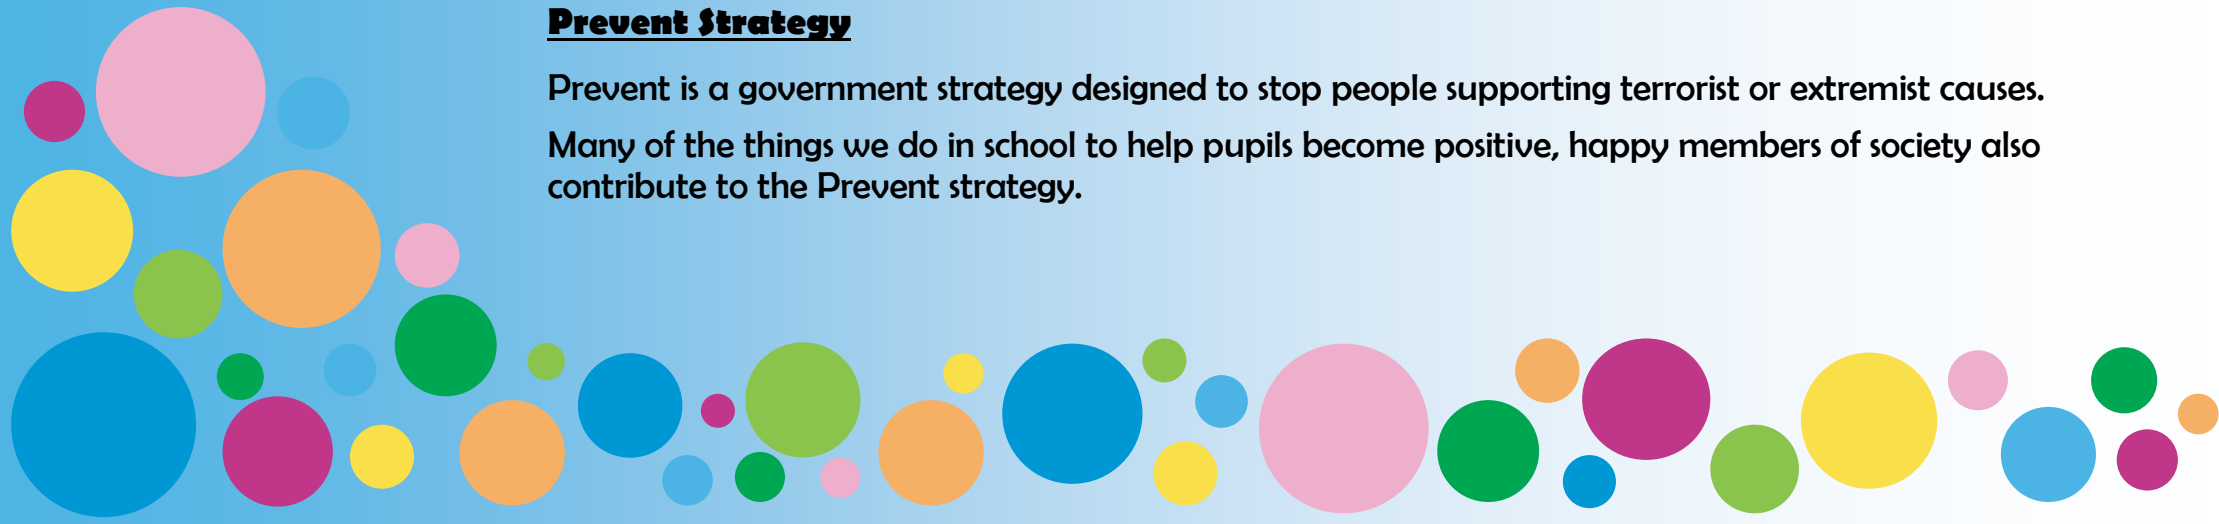 Prevent Strategy
Prevent is a government strategy designed to stop people supporting terrorist or extremist causes.
Many of the things we do in school to help pupils become positive, happy members of society also
contribute to the Prevent strategy.